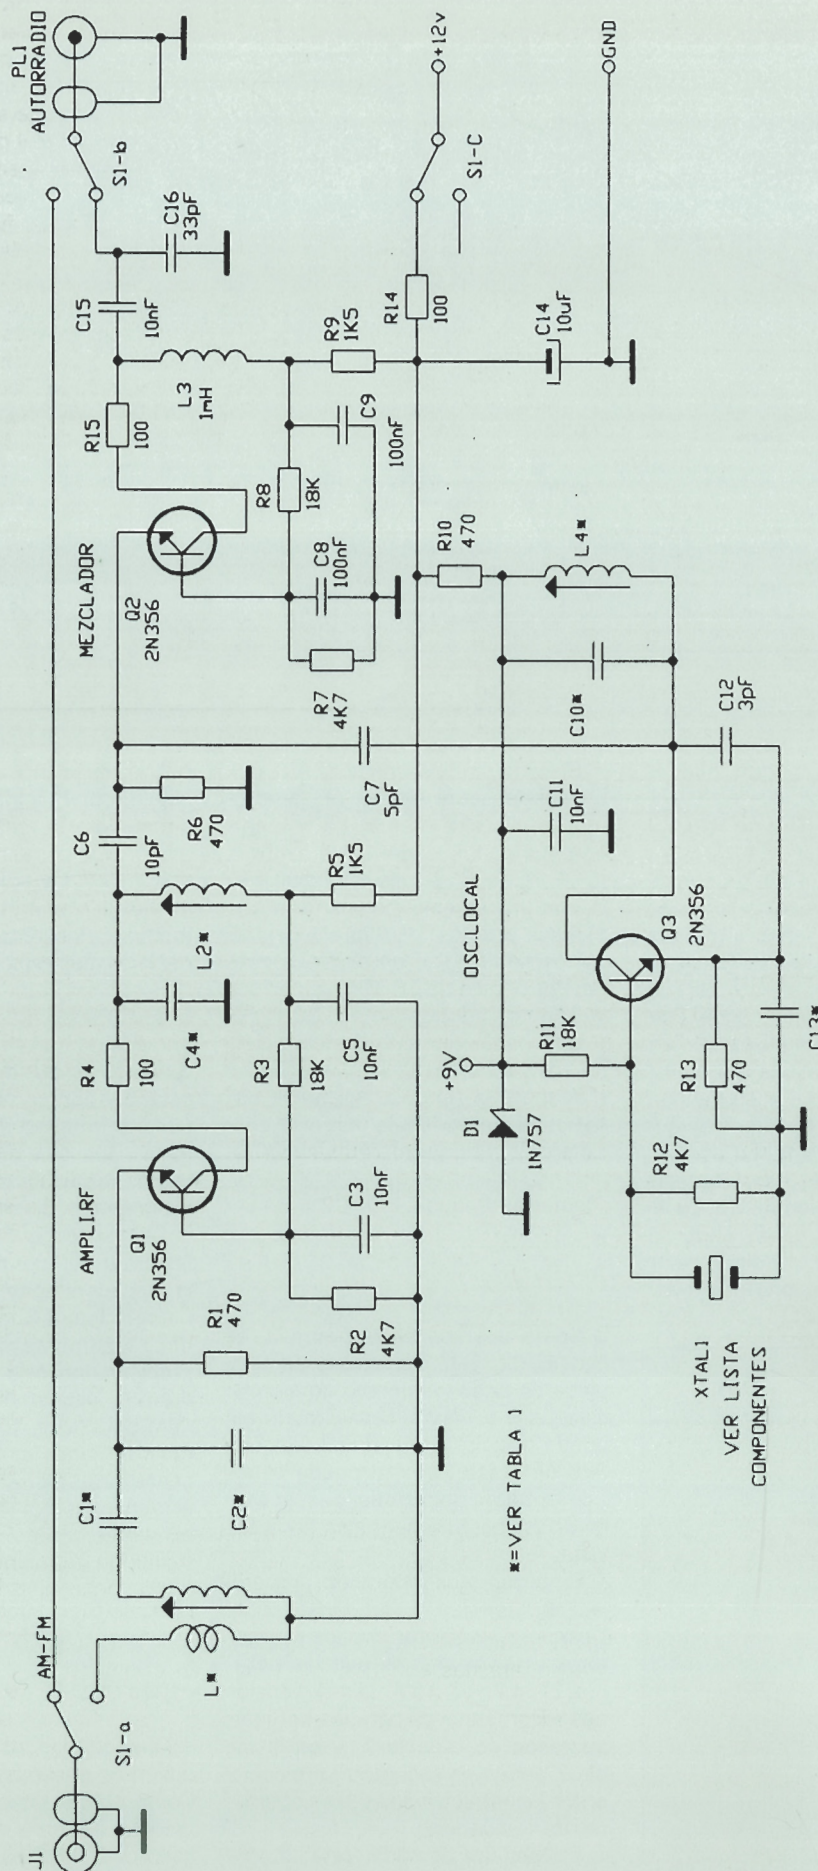 J1
S1-a
AM-FM
L*
C1*
C2*
R1
470
AMPLI.RF
Q1
2N356
R2
4K7
C3
10nF
R3
18K
C5
10nF
R4
100
C4*
L2*
R5
1K5
C6
10pF
R6
470
C7
5pF
MEZCLADOR
Q2
2N356
R7
4K7
C8
100nF
R8
18K
C9
100nF
R15
100
L3
1mH
R9
1K5
C15
10nF
C16
33pF
S1-b
PL1
AUTORRADIO
S1-C
+12v
GND
R14
100
C14
10uF
R10
470
L4*
C10*
C11
10nF
C12
3pF
OSC.LOCAL
Q3
2N356
+9V
D1
1N757
R11
18K
R13
470
C13*
R12
4K7
XTAL1
VER LISTA
COMPONENTES
*=VER TABLA 1